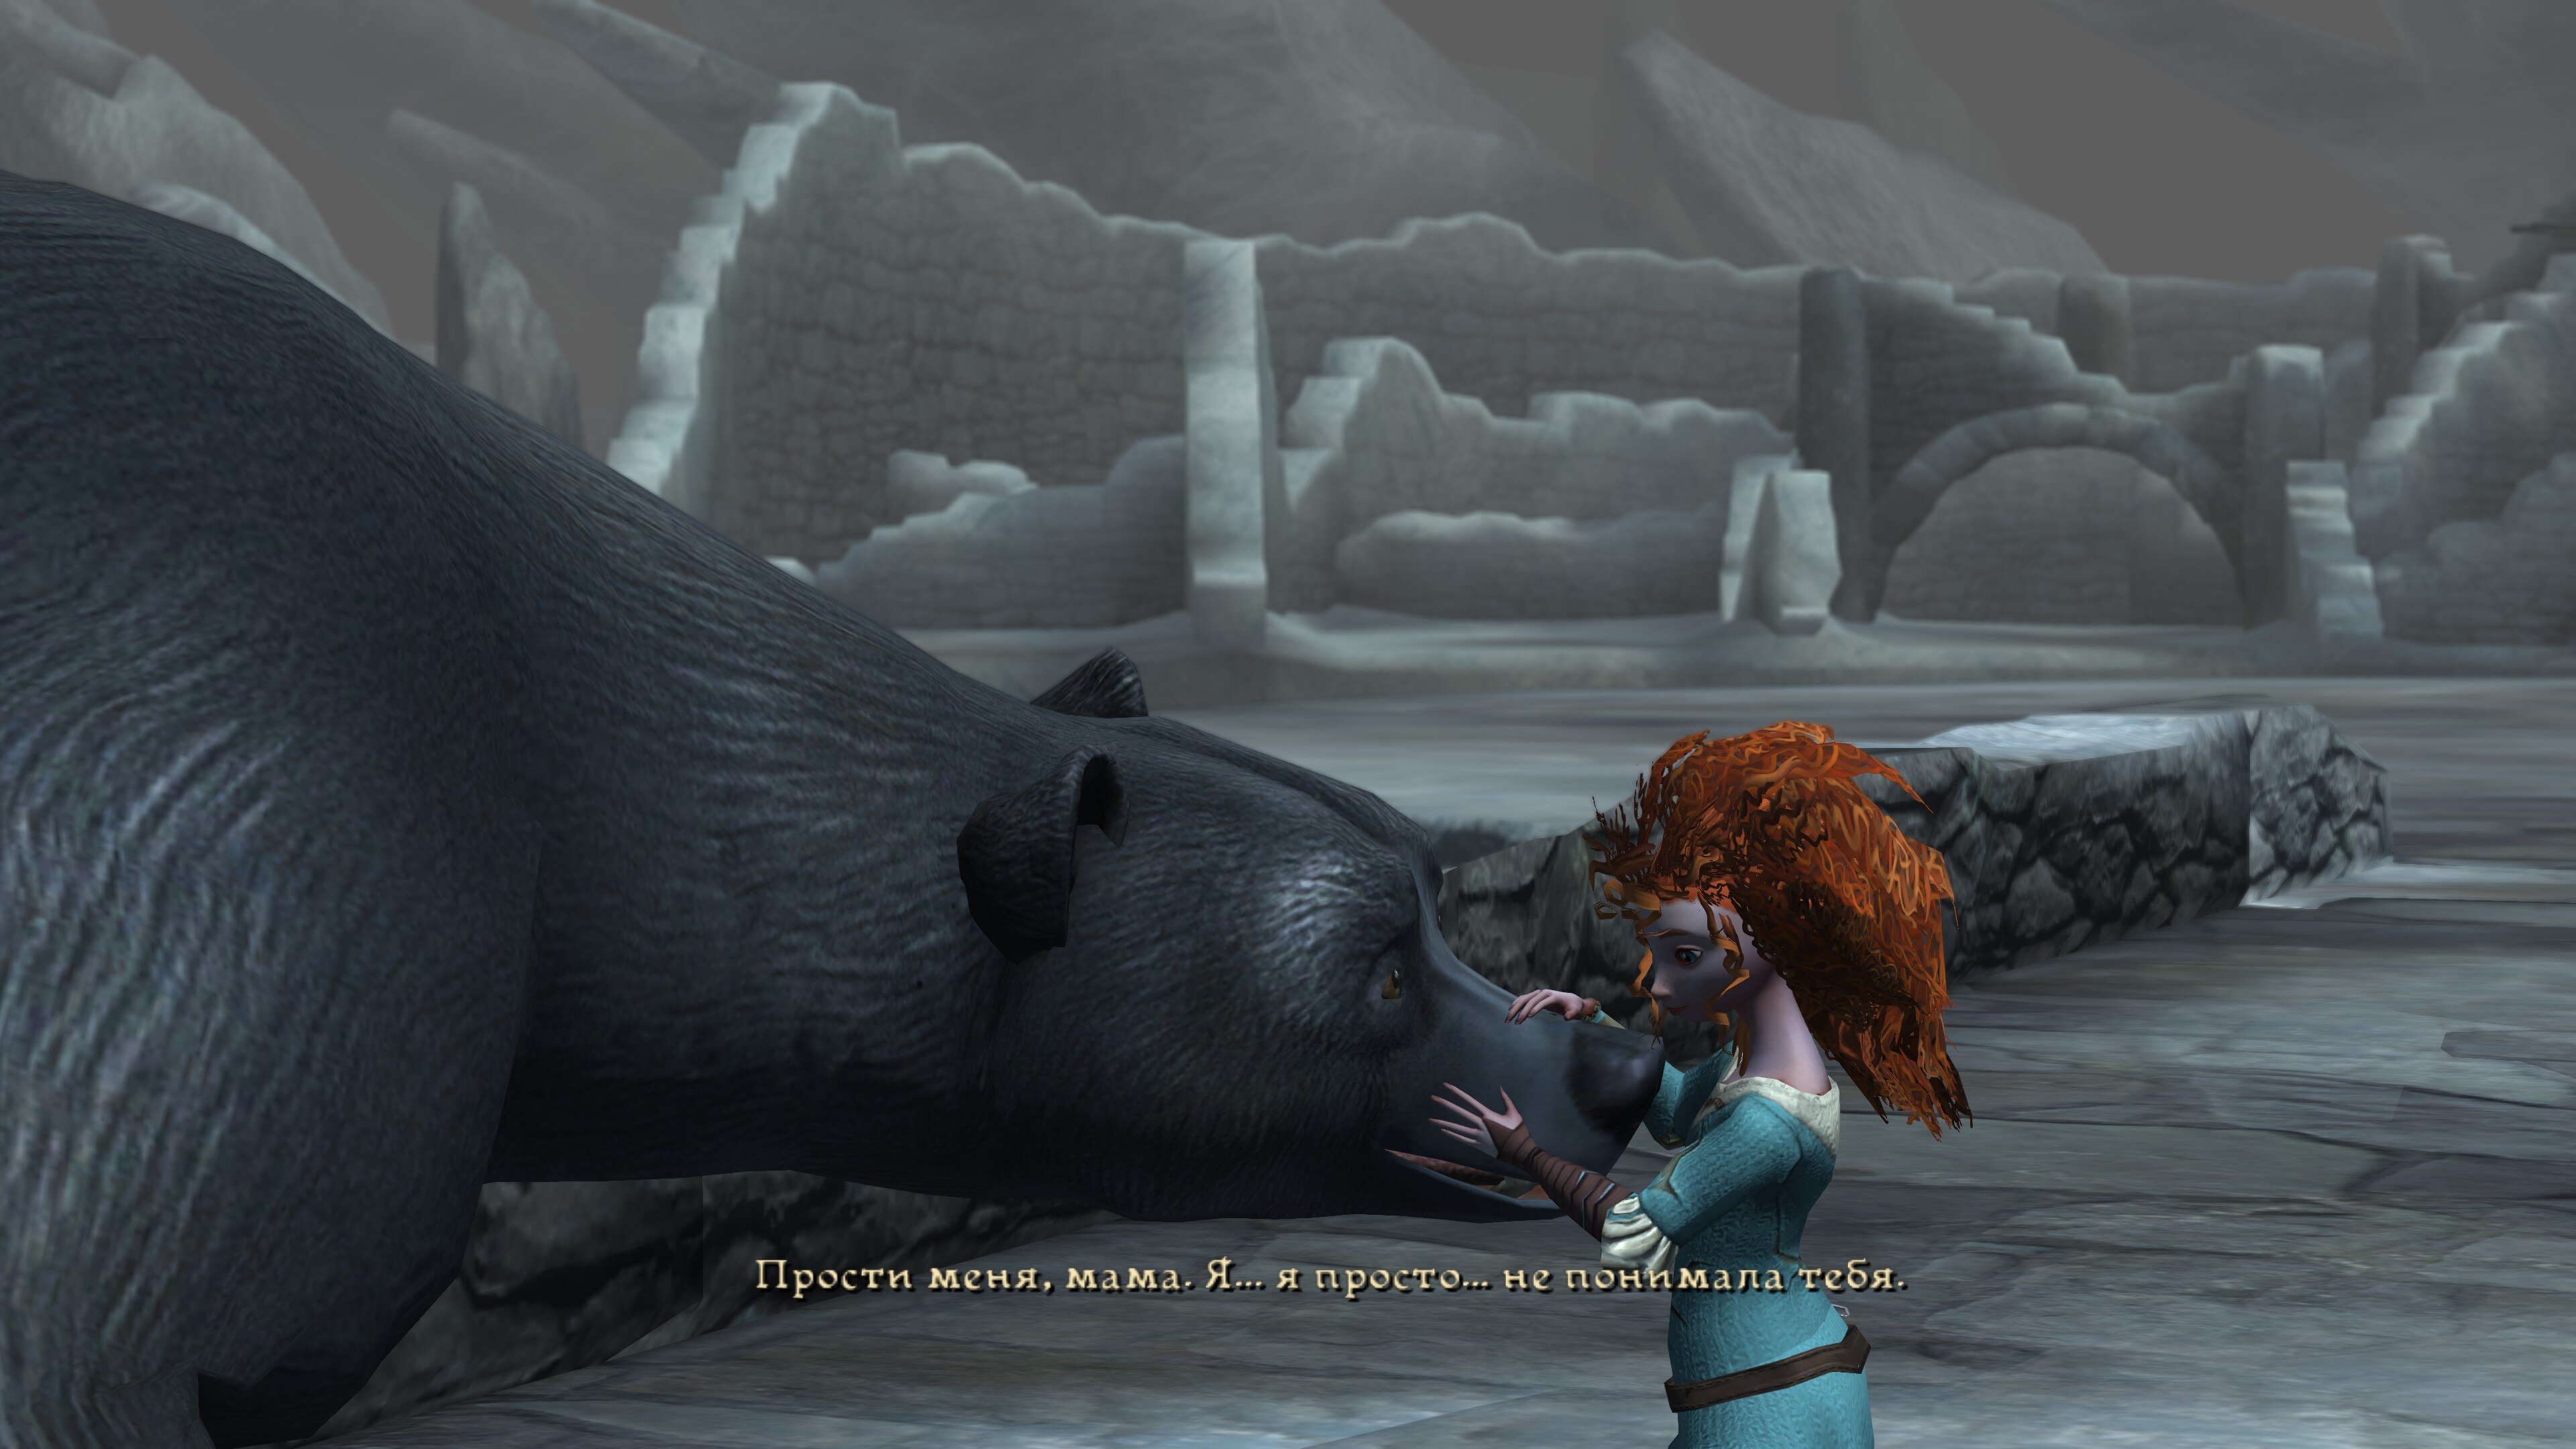 Прости меня, мама. Я... я просто... не понимала тебя.